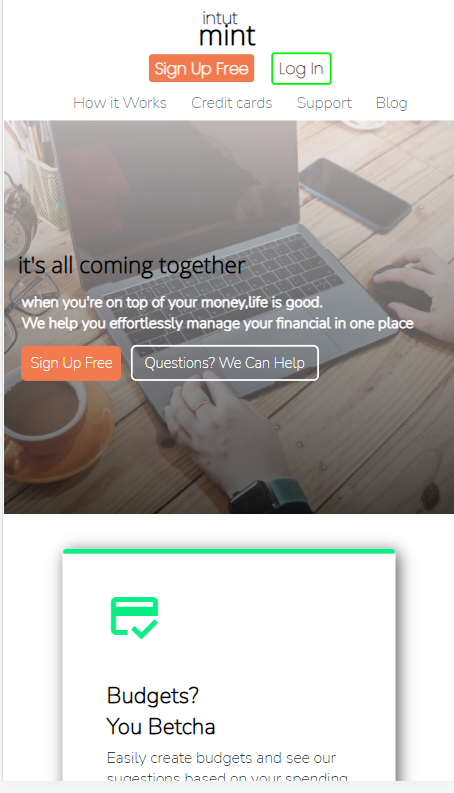 intut
mint
Sign Up Free Log In
How it Works Credit cards Support Blog
it's all coming together
when you're on top of your money,life is good.
We help you effortlessly manage your financial in one place
Sign Up Free Questions? We Can Help
Budgets?
You Betcha
Easily create budgets and see our
sugestions based on your spending